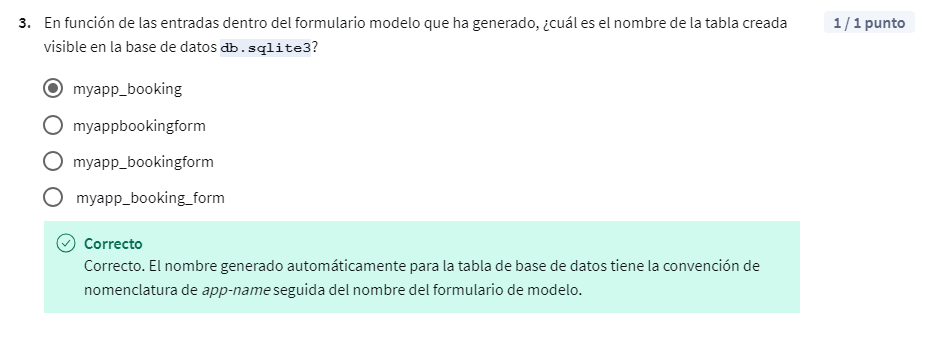 3. En función de las entradas dentro del formulario modelo que ha generado, ¿cuál es el nombre de la tabla creada
1 / 1 punto
visible en la base de datos db.sqlite3?
myapp_booking
myappbookingform
myapp_bookingform
myapp_booking_form
Correcto
Correcto. El nombre generado automáticamente para la tabla de base de datos tiene la convención de
nomenclatura de app-name seguida del nombre del formulario de modelo.